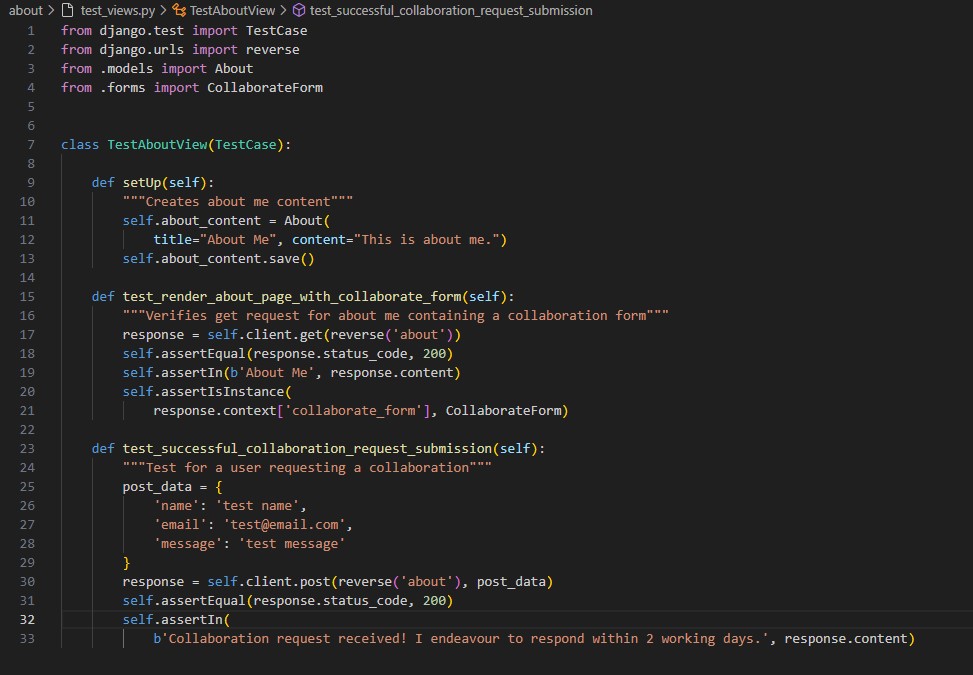 about > test_views.py > TestAboutView > test_successful_collaboration_request_submission
1 from django.test import TestCase
2 from django.urls import reverse
3 from .models import About
4 from .forms import CollaborateForm
5
6
7 class TestAboutView(TestCase):
8
9     def setUp(self):
10         """Creates about me content"""
11         self.about_content = About(
12             title="About Me", content="This is about me.")
13         self.about_content.save()
14
15     def test_render_about_page_with_collaborate_form(self):
16         """Verifies get request for about me containing a collaboration form"""
17         response = self.client.get(reverse('about'))
18         self.assertEqual(response.status_code, 200)
19         self.assertIn(b'About Me', response.content)
20         self.assertIsInstance(
21             response.context['collaborate_form'], CollaborateForm)
22
23     def test_successful_collaboration_request_submission(self):
24         """Test for a user requesting a collaboration"""
25         post_data = {
26             'name': 'test name',
27             'email': 'test@email.com',
28             'message': 'test message'
29         }
30         response = self.client.post(reverse('about'), post_data)
31         self.assertEqual(response.status_code, 200)
32         self.assertIn(
33             b'Collaboration request received! I endeavour to respond within 2 working days.', response.content)